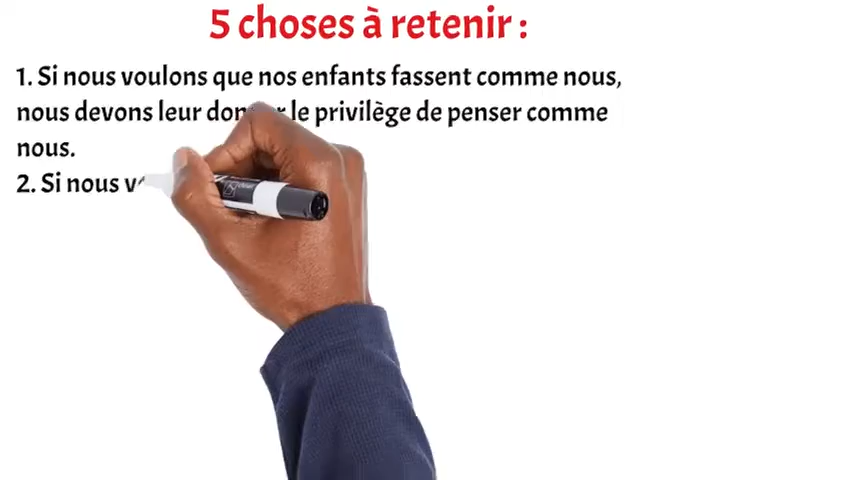 5 choses à retenir :
1. Si nous voulons que nos enfants fassent comme nous,
nous devons leur le privilège de penser comme
nous.
2. Si nous